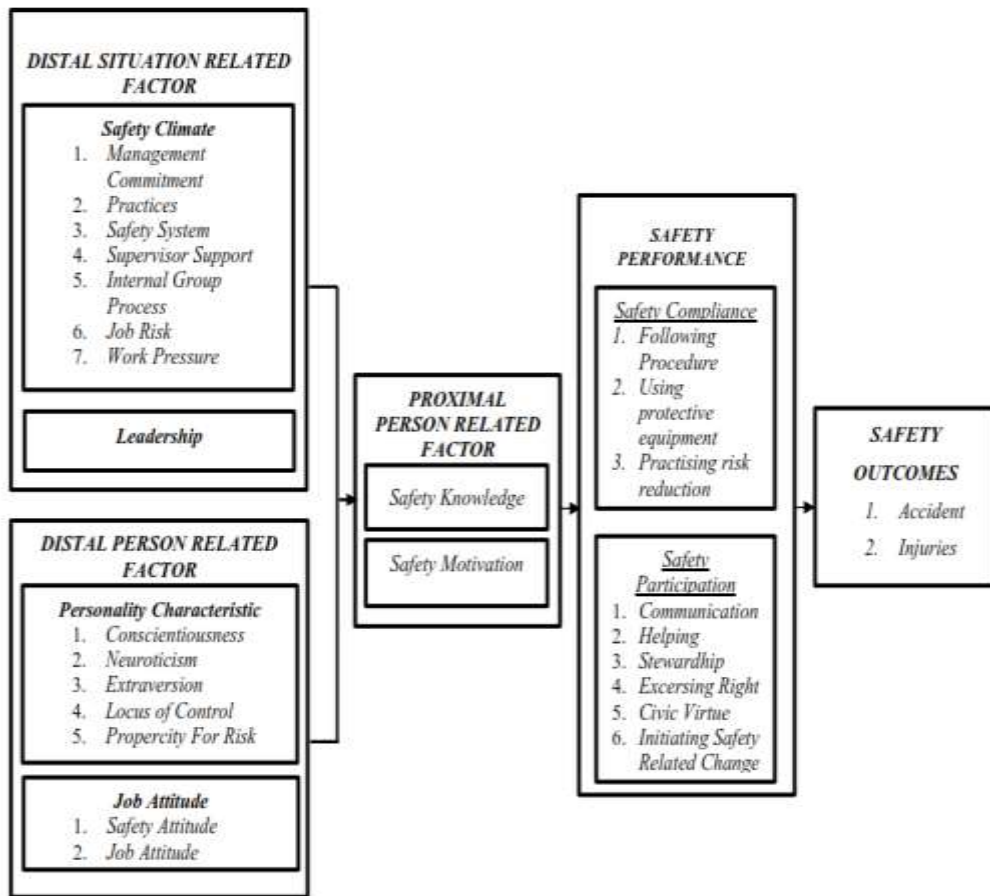 DISTAL SITUATION RELATED
FACTOR
Safety Climate
1. Management
Commitment
2. Practices
3. Safety System
4. Supervisor Support
5. Internal Group
Process
6. Job Risk
7. Work Pressure
Leadership
DISTAL PERSON RELATED
FACTOR
Personality Characteristic
1. Conscientiousness
2. Neuroticism
3. Extraversion
4. Locus of Control
5. Propercity For Risk
Job Attitude
1. Safety Attitude
2. Job Attitude
PROXIMAL
PERSON RELATED
FACTOR
Safety Knowledge
Safety Motivation
SAFETY
PERFORMANCE
Safety Compliance
1. Following
Procedure
2. Using
protective
equipment
3. Practising risk
reduction
Safety
Participation
1. Communication
2. Helping
3. Stewardhip
4. Excersing Right
5. Civic Virtue
6. Initiating Safety
Related Change
SAFETY
OUTCOMES
1. Accident
2. Injuries